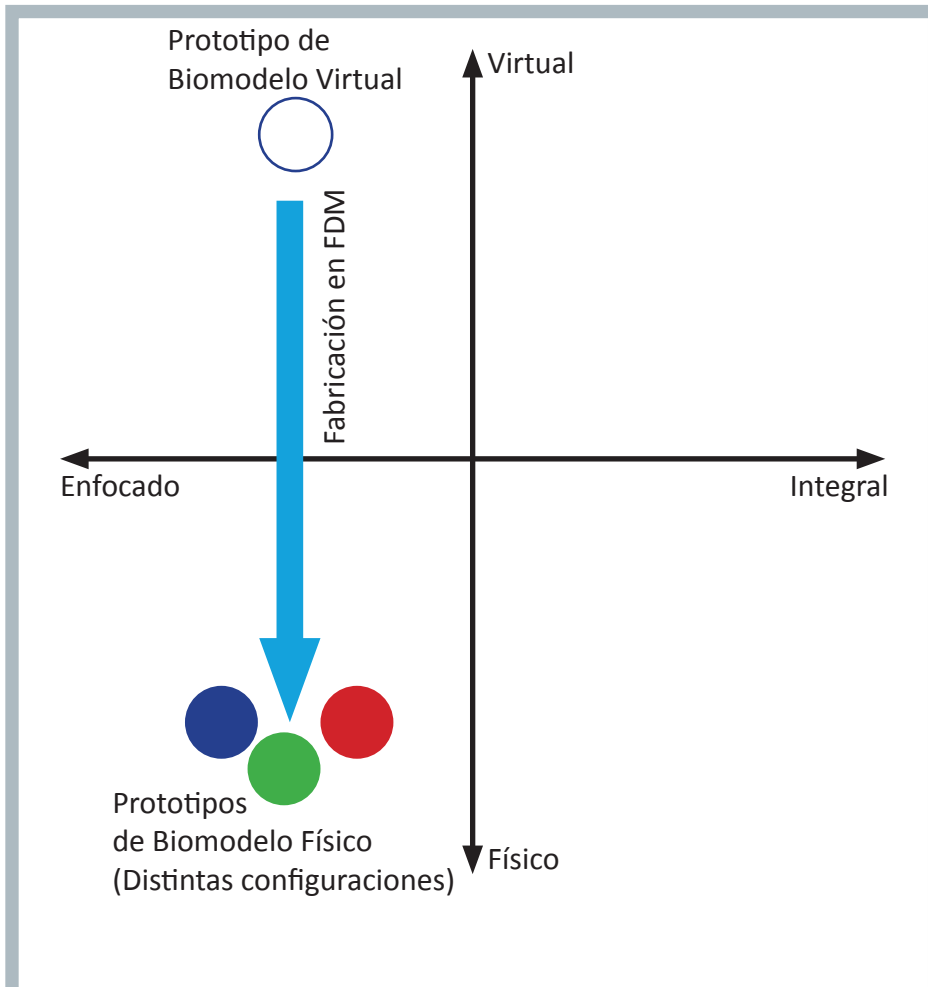 Prototipo de
Biomodelo Virtual
Virtual
Fabricación en FDM
Enfocado
Integral
Prototipos
de Biomodelo Físico
(Distintas configuraciones)
Físico